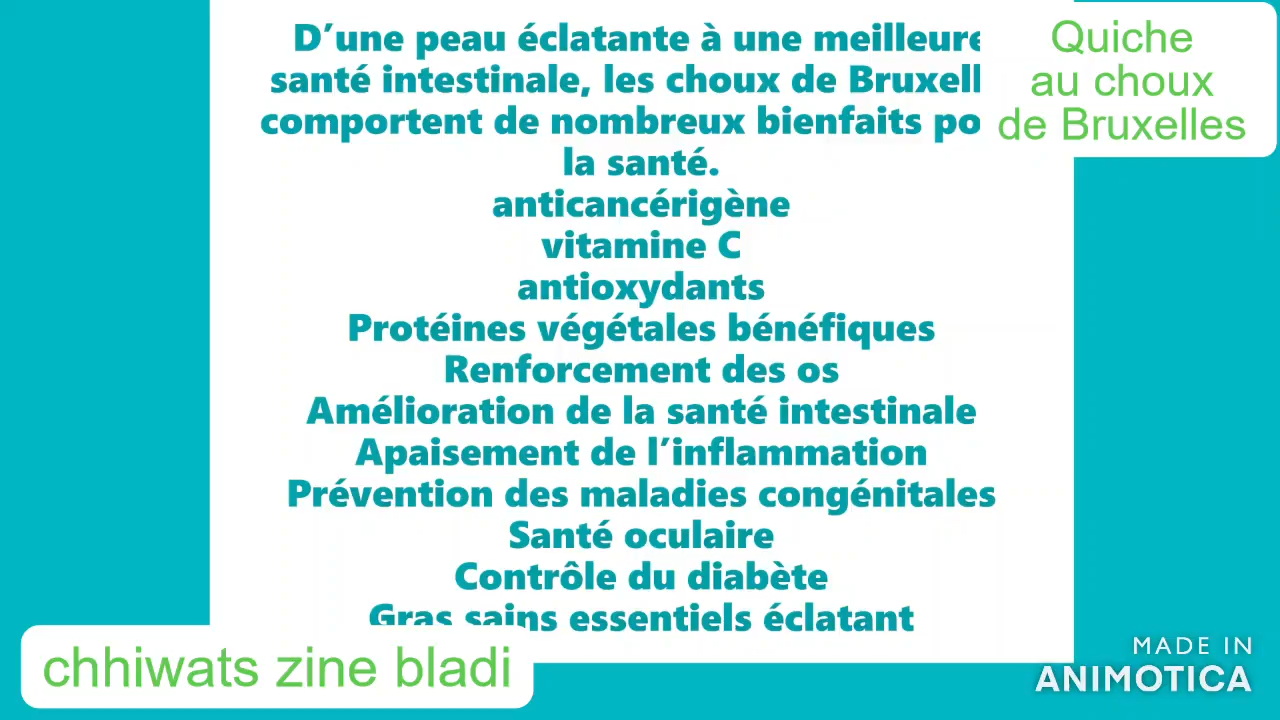 D’une peau éclatante à une meilleure
santé intestinale, les choux de Bruxell
comportent de nombreux bienfaits po
la santé.
anticancérigène
vitamine C
antioxydants
Protéines végétales bénéfiques
Renforcement des os
Amélioration de la santé intestinale
Apaisement de l’inflammation
Prévention des maladies congénitales
Santé oculaire
Contrôle du diabète
Gras sains essentiels éclatant
Quiche
au choux
de Bruxelles
chhiwats zine bladi
MADE IN
ANIMOTICA